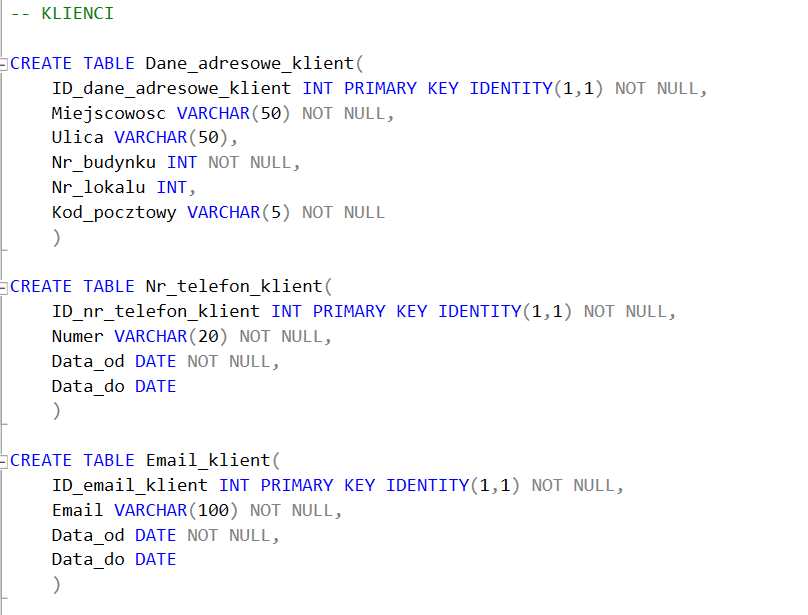 -- KLIENCI
CREATE TABLE Dane_adresowe_klient(
ID_dane_adresowe_klient INT PRIMARY KEY IDENTITY(1,1) NOT NULL,
Miejscowosc VARCHAR(50) NOT NULL,
Ulica VARCHAR(50),
Nr_budynku INT NOT NULL,
Nr_lokalu INT,
Kod_pocztowy VARCHAR(5) NOT NULL
)
CREATE TABLE Nr_telefon_klient(
ID_nr_telefon_klient INT PRIMARY KEY IDENTITY(1,1) NOT NULL,
Numer VARCHAR(20) NOT NULL,
Data_od DATE NOT NULL,
Data_do DATE
)
CREATE TABLE Email_klient(
ID_email_klient INT PRIMARY KEY IDENTITY(1,1) NOT NULL,
Email VARCHAR(100) NOT NULL,
Data_od DATE NOT NULL,
Data_do DATE
)